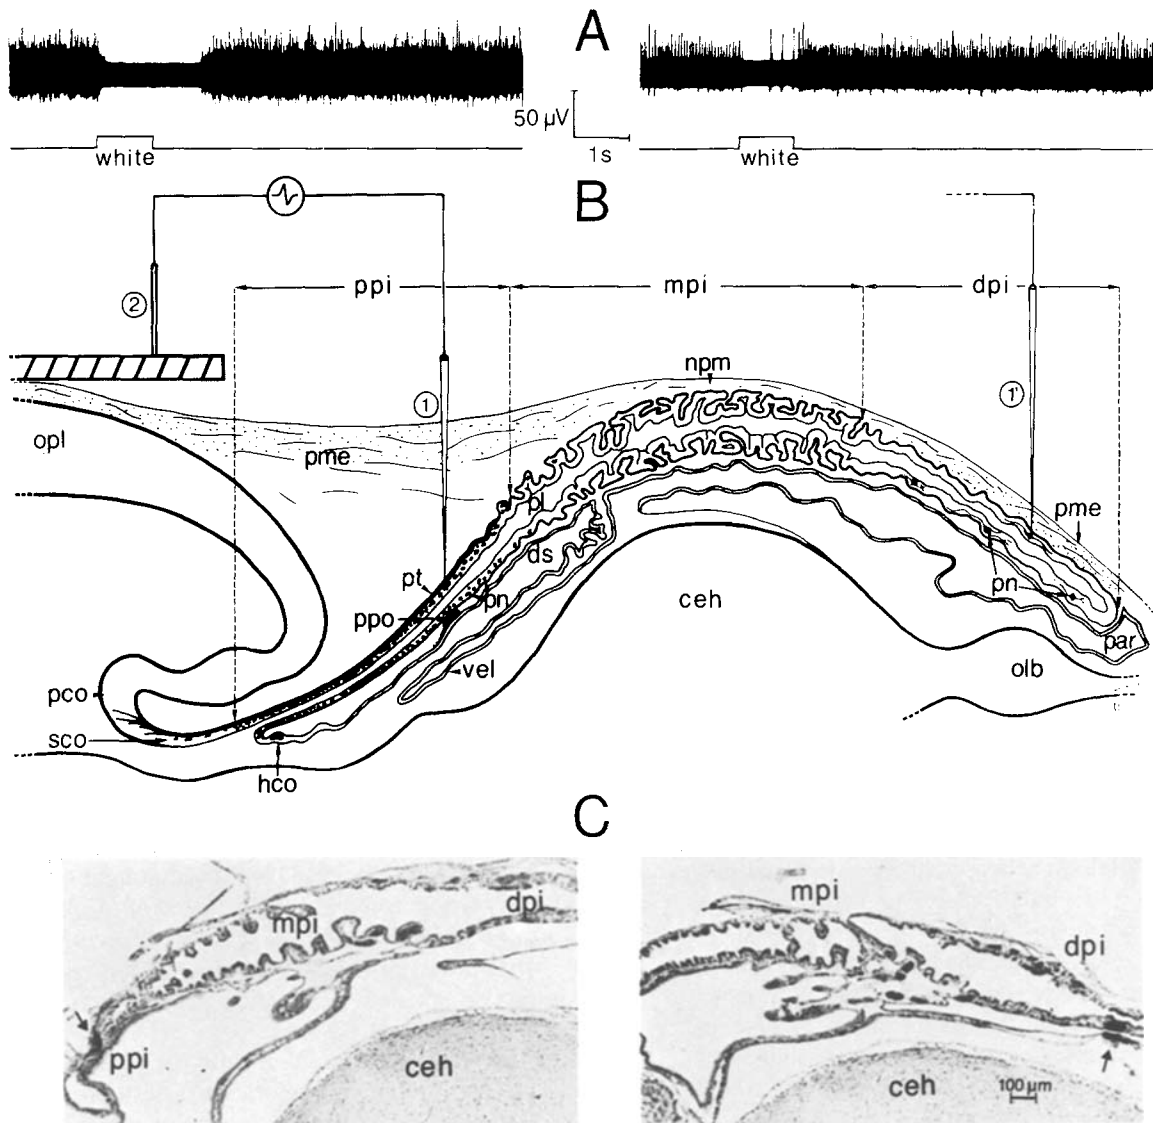 A
50 µV
1s
white
white
B
ppi
mpi
dpi
②
①
①'
npm
opl
pme
pl
pme
ds
pt
pn
pn
ppo
ceh
par
vel
olb
pco
sco
hco
C
mpi
dpi
ppi
ceh
mpi
dpi
ceh
100 µm